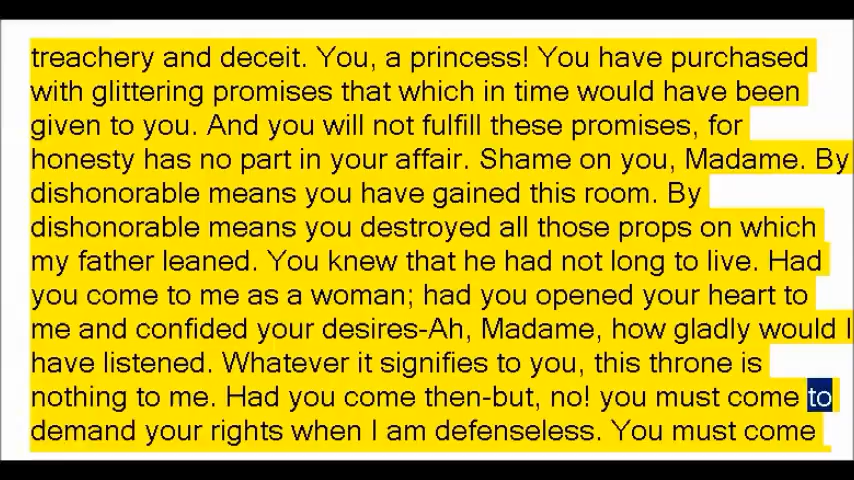 treachery and deceit. You, a princess! You have purchased
with glittering promises that which in time would have been
given to you. And you will not fulfill these promises, for
honesty has no part in your affair. Shame on you, Madame. By
dishonorable means you have gained this room. By
dishonorable means you destroyed all those props on which
my father leaned. You knew that he had not long to live. Had
you come to me as a woman; had you opened your heart to
me and confided your desires-Ah, Madame, how gladly would I
have listened. Whatever it signifies to you, this throne is
nothing to me. Had you come then-but, no! you must come to
demand your rights when I am defenseless. You must come